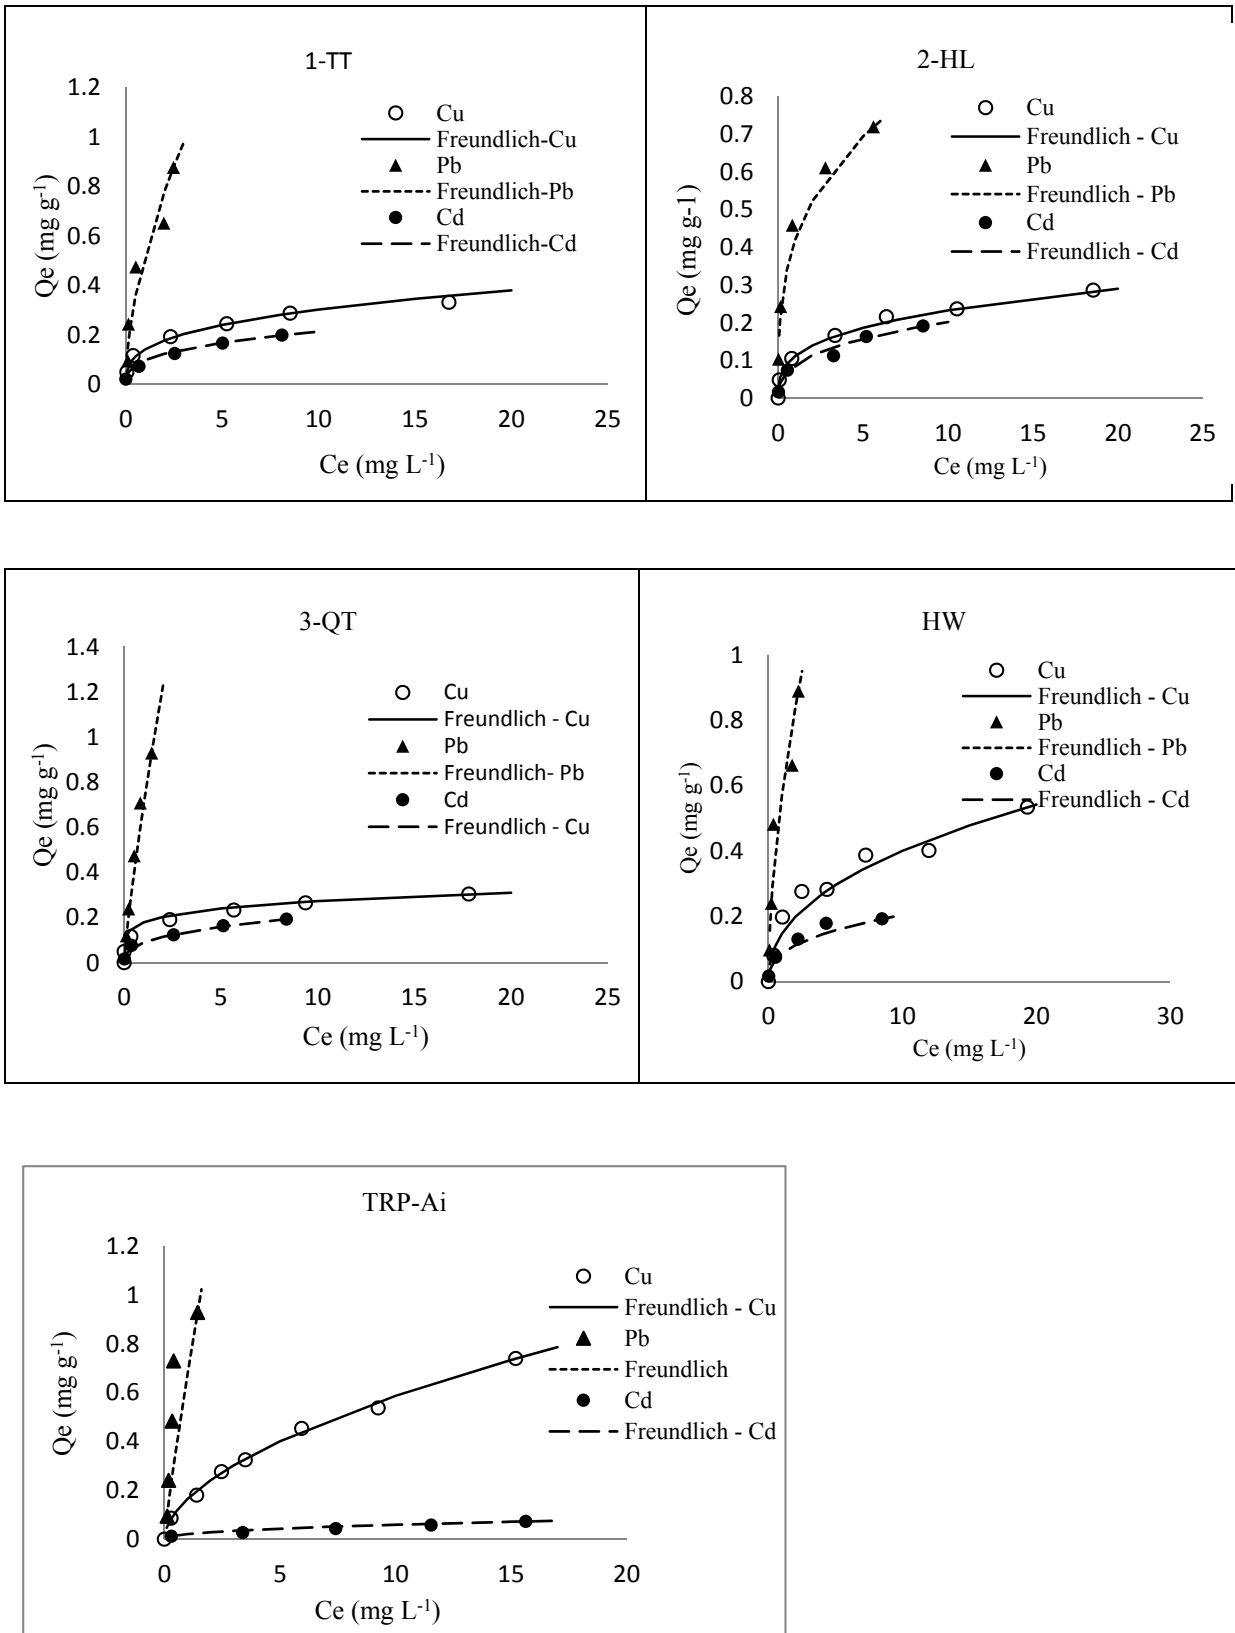 1-TT
1.2
1
0.8
0.6
0.4
0.2
0
0 5 10 15 20 25
Qe (mg g-1)
Ce (mg L-1)
Cu
Freundlich-Cu
Pb
Freundlich-Pb
Cd
Freundlich-Cd
2-HL
0.8
0.7
0.6
0.5
0.4
0.3
0.2
0.1
0
0 5 10 15 20 25
Qe (mg g-1)
Ce (mg L-1)
Cu
Freundlich - Cu
Pb
Freundlich - Pb
Cd
Freundlich - Cd
3-QT
1.4
1.2
1
0.8
0.6
0.4
0.2
0
0 5 10 15 20 25
Qe (mg g-1)
Ce (mg L-1)
Cu
Freundlich - Cu
Pb
Freundlich- Pb
Cd
Freundlich - Cu
HW
1
0.8
0.6
0.4
0.2
0
0 10 20 30
Qe (mg g-1)
Ce (mg L-1)
Cu
Freundlich - Cu
Pb
Freundlich - Pb
Cd
Freundlich - Cd
TRP-Ai
1.2
1
0.8
0.6
0.4
0.2
0
0 5 10 15 20
Qe (mg g-1)
Ce (mg L-1)
Cu
Freundlich - Cu
Pb
Freundlich
Cd
Freundlich - Cd